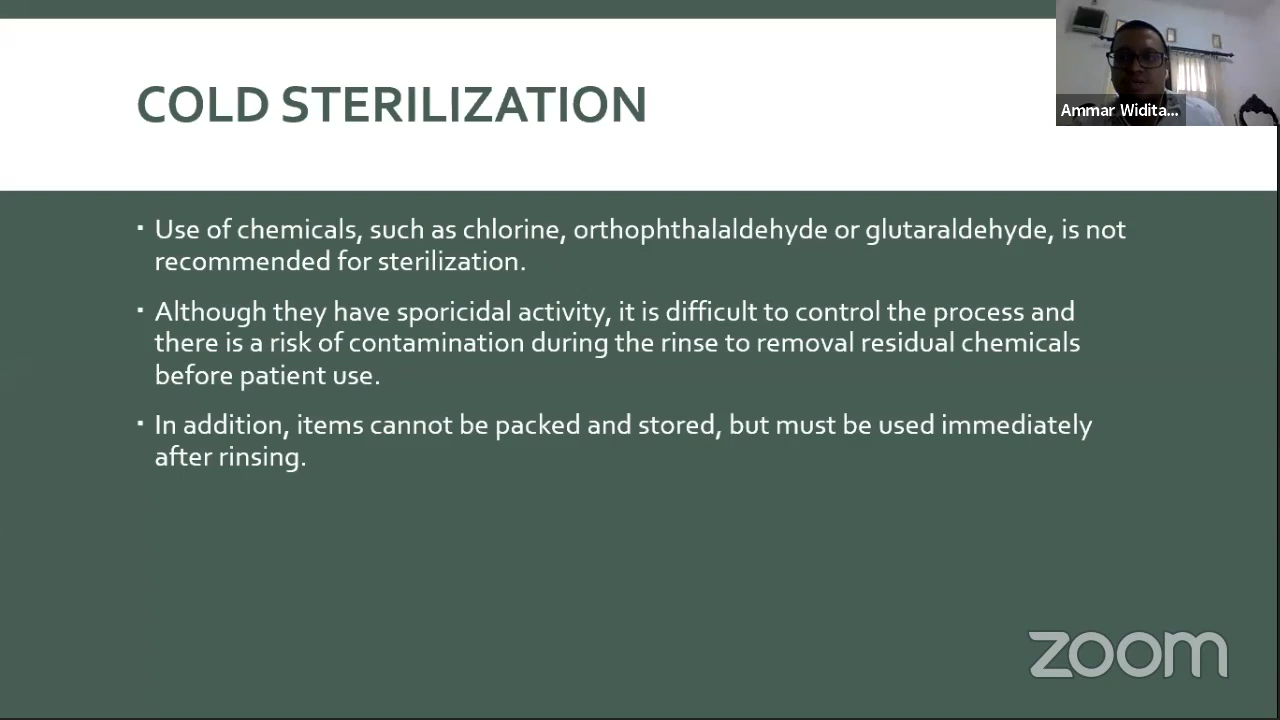 COLD STERILIZATION
Ammar Widita...
▪ Use of chemicals, such as chlorine, orthophthalaldehyde or glutaraldehyde, is not
recommended for sterilization.
▪ Although they have sporicidal activity, it is difficult to control the process and
there is a risk of contamination during the rinse to removal residual chemicals
before patient use.
▪ In addition, items cannot be packed and stored, but must be used immediately
after rinsing.
zoom